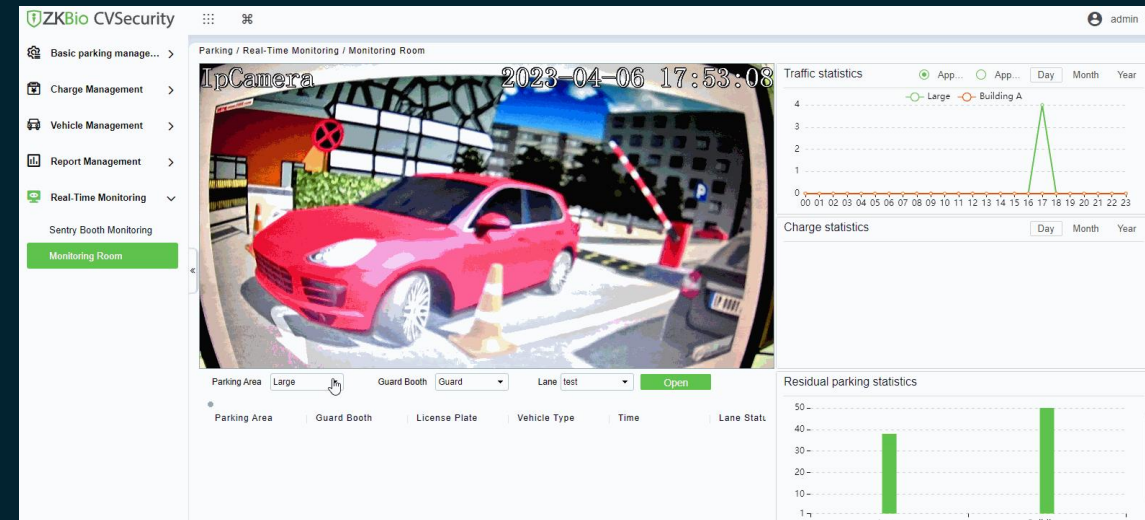 ZKBio CVSecurity
admin
Basic parking manage...
Charge Management
Vehicle Management
Report Management
Real-Time Monitoring
Sentry Booth Monitoring
Monitoring Room
Parking / Real-Time Monitoring / Monitoring Room
IpCamera 2023-04-06 17:53:08
P
Parking Area Large Guard Booth Guard Lane test Open
Parking Area Guard Booth License Plate Vehicle Type Time Lane Statu
Traffic statistics App... App... Day Month Year
Large Building A
4
3
2
1
0
00 01 02 03 04 05 06 07 08 09 10 11 12 13 14 15 16 17 18 19 20 21 22 23
Charge statistics Day Month Year
Residual parking statistics
50
40
30
20
10
1